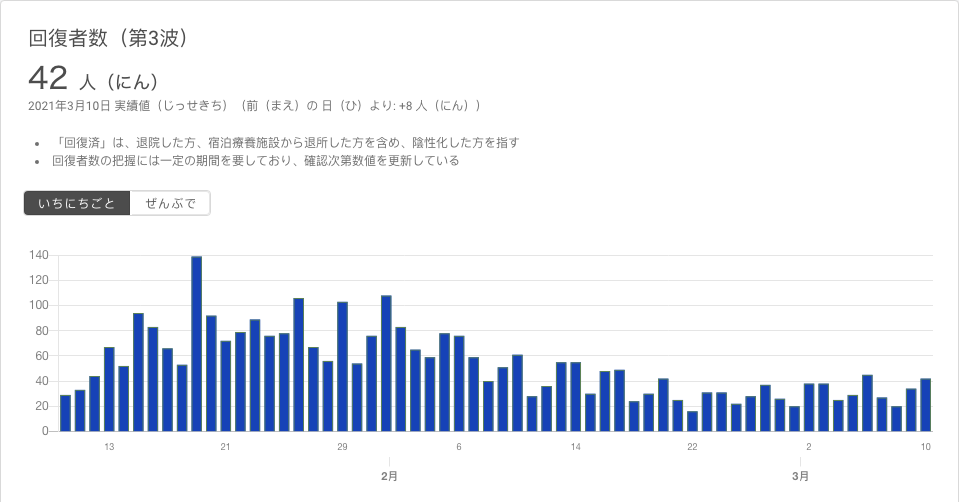 回復者数（第3波）
42 人（にん）
2021年3月10日 実績値（じっせきち）（前（まえ）の 日（ひ）より: +8 人（にん））
• 「回復済」は、退院した方、宿泊療養施設から退所した方を含め、陰性化した方を指す
• 回復者数の把握には一定の期間を要しており、確認次第数値を更新している
いちにちごと ぜんぶで
140
120
100
80
60
40
20
0
13 21 29 6 14 22 2 10
2月 3月